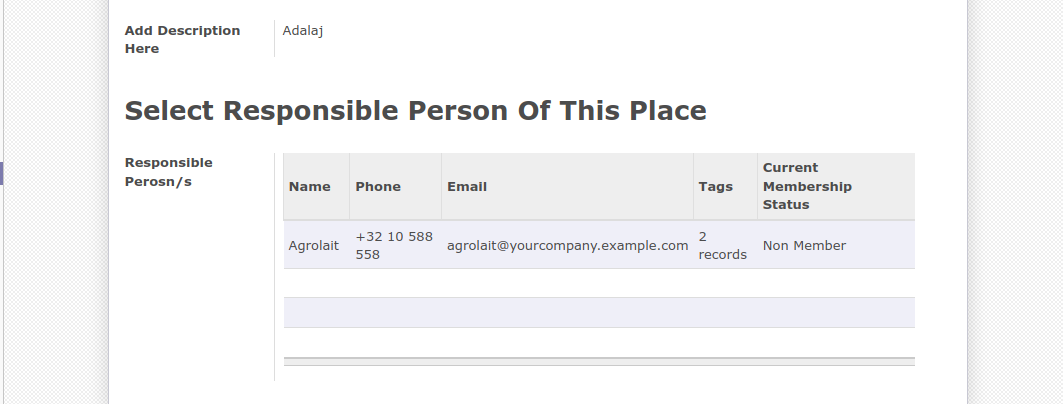 Add Description
Here
Adalaj
Select Responsible Person Of This Place
Responsible
Perosn/s
Name
Phone
Email
Tags
Current
Membership
Status
Agrolait
+32 10 588
558
agrolait@yourcompany.example.com
2
records
Non Member